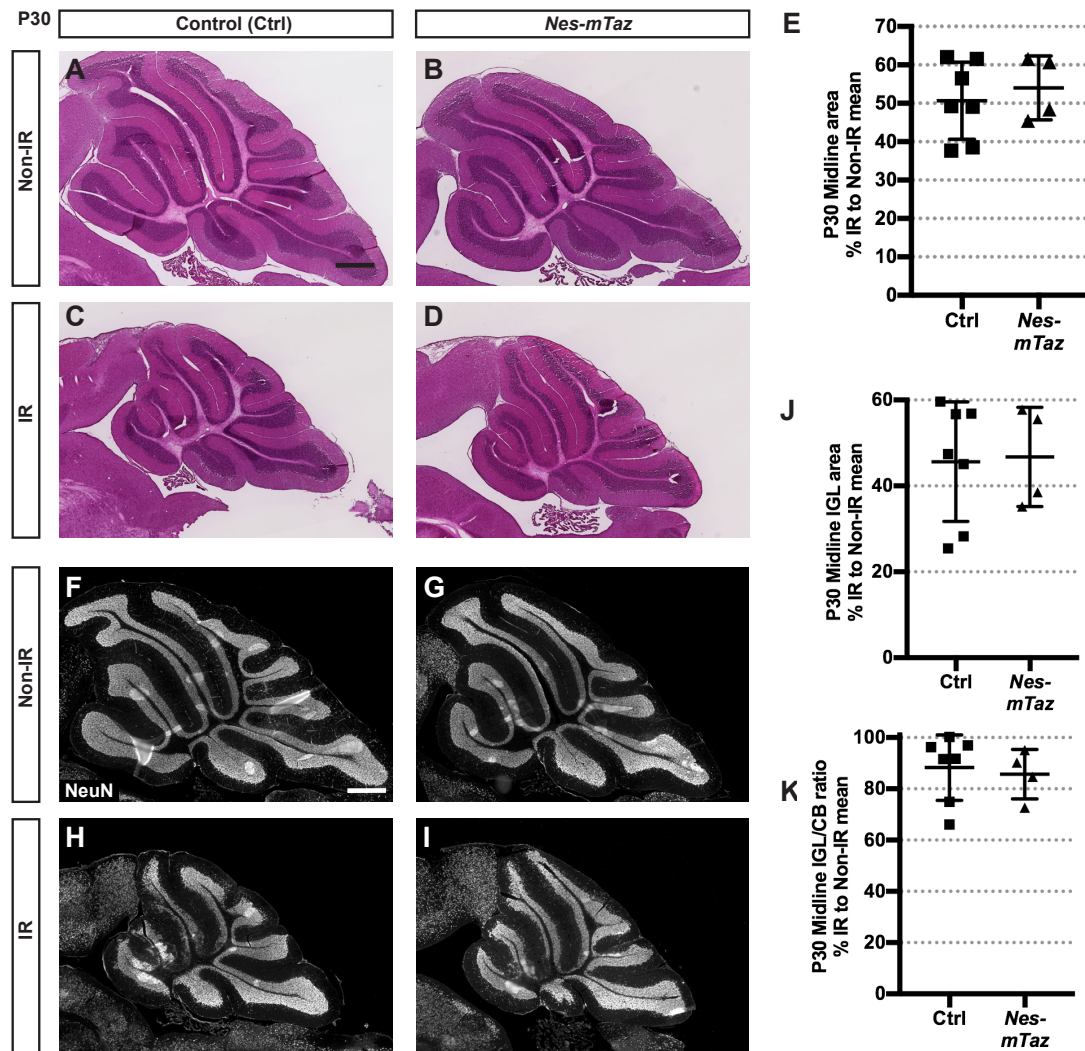 P30
Control (Ctrl)
Nes-mTaz
Non-IR
A
B
IR
C
D
Non-IR
F
NeuN
G
IR
H
I
E
P30 Midline area
% IR to Non-IR mean
70
60
50
40
30
20
10
0
Ctrl
Nes-
mTaz
J
P30 Midline IGL area
% IR to Non-IR mean
60
40
20
0
Ctrl
Nes-
mTaz
K
P30 Midline IGL/CB ratio
% IR to Non-IR mean
100
80
60
40
20
0
Ctrl
Nes-
mTaz